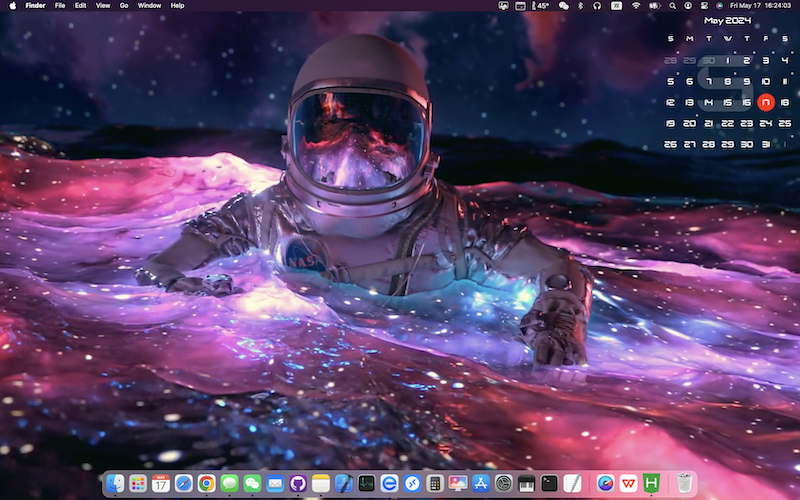 Finder File Edit View Go Window Help 45° Fri May 17 16:24:03
May 2024
S M T W T F S
28 29 30 1 2 3 4
5 6 7 8 9 10 11
12 13 14 15 16 17 18
19 20 21 22 23 24 25
26 27 28 29 30 31 1
5
NASA
MAY
17
W
H